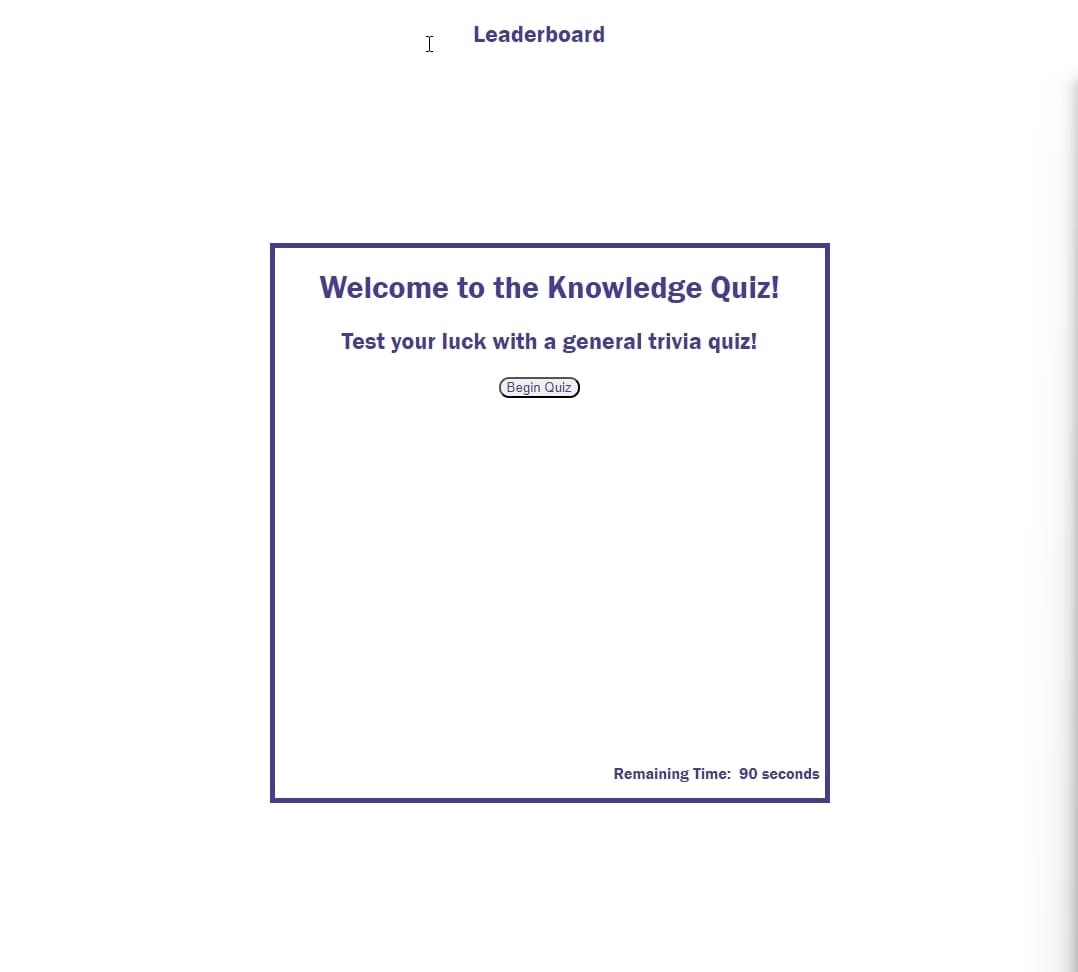 Leaderboard
Welcome to the Knowledge Quiz!
Test your luck with a general trivia quiz!
Begin Quiz
Remaining Time: 90 seconds